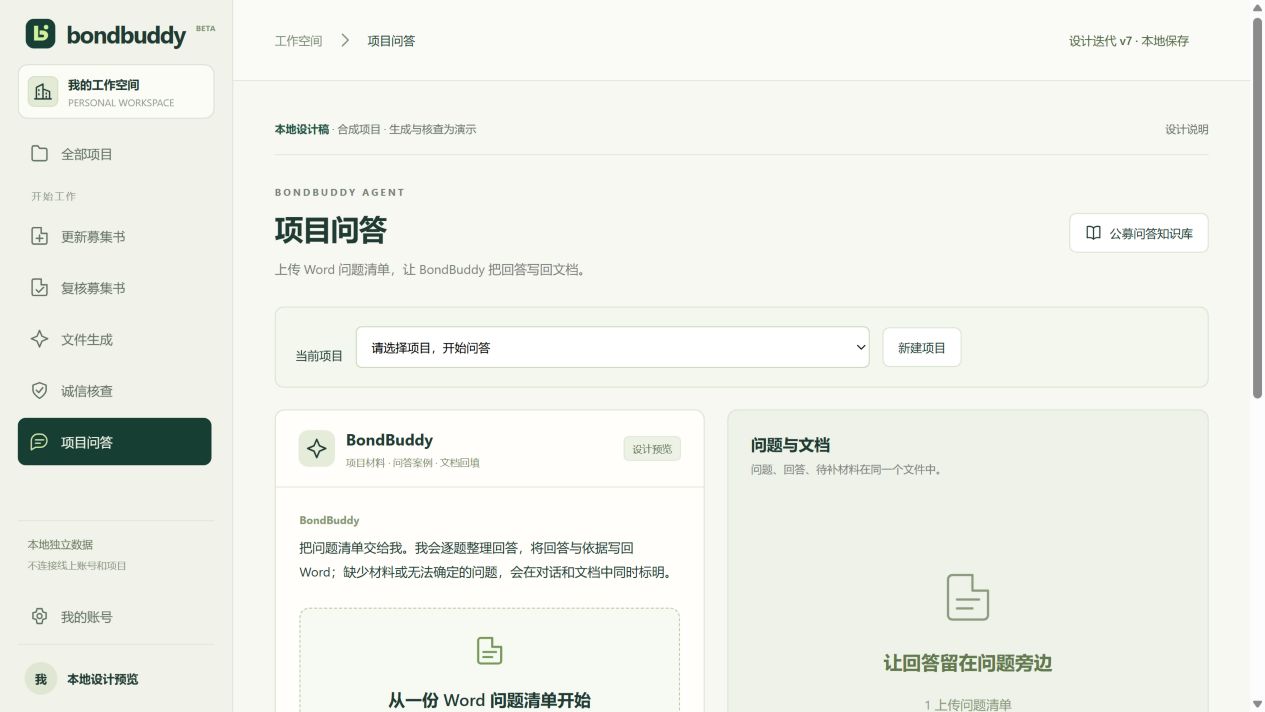 bondbuddy BETA
我的工作空间
PERSONAL WORKSPACE
全部项目
开始工作
更新募集书
复核募集书
文件生成
诚信核查
项目问答
本地独立数据
不连接线上账号和项目
我的账号
我 本地设计预览
工作空间 项目问答 设计迭代 v7 · 本地保存
本地设计稿 · 合成项目 · 生成与核查为演示 设计说明
BONDBUDDY AGENT
项目问答
上传 Word 问题清单，让 BondBuddy 把回答写回文档。
公募问答知识库
当前项目 请选择项目，开始问答 新建项目
BondBuddy
项目材料 · 问答案例 · 文档回填
设计预览
BondBuddy
把问题清单交给我。我会逐题整理回答，将回答与依据写回
Word；缺少材料或无法确定的问题，会在对话和文档中同时标明。
从一份 Word 问题清单开始
问题与文档
问题、回答、待补材料在同一个文件中。
让回答留在问题旁边
1 上传问题清单